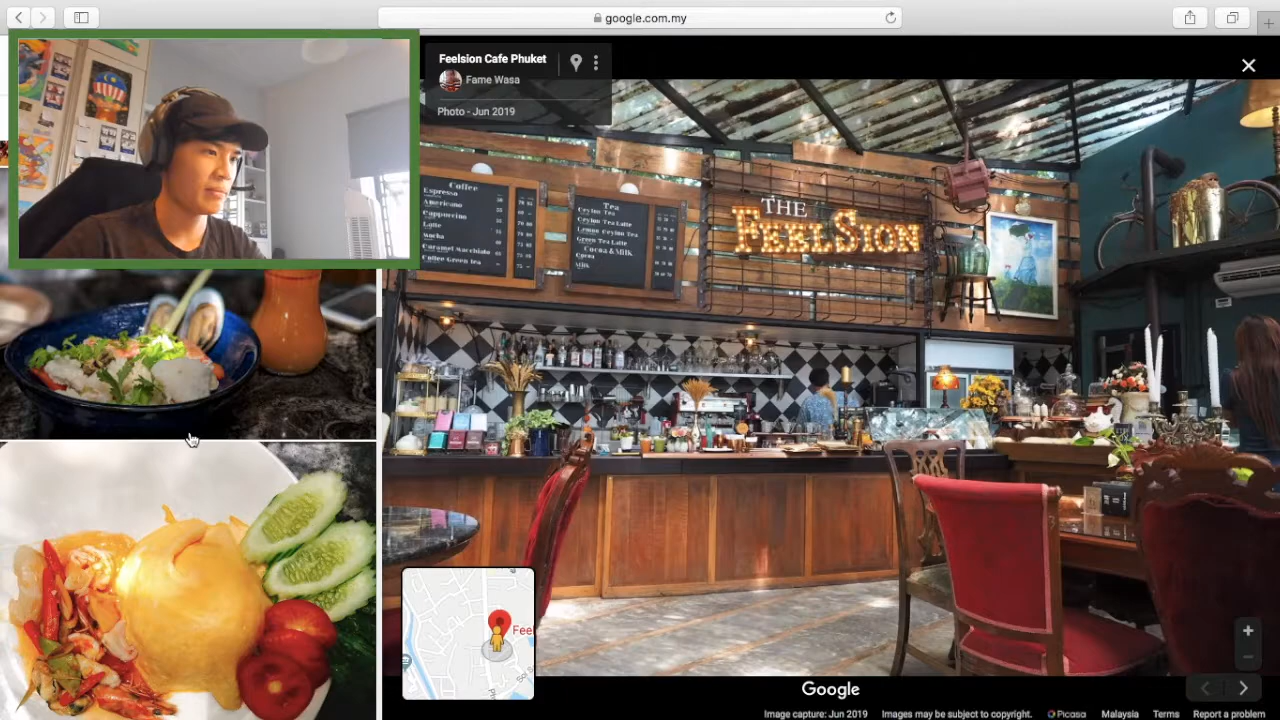 google.com.my
Feelsion Cafe Phuket
Fame Wasa
Photo - Jun 2019
Coffee
Espresso
Americano
Cappuccino
Latte
Mocha
Caramel Macchiato
Coffee Green tea
Tea
Ceylon Tea
Ceylon Tea Latte
Lemon Ceylon Tea
Green Tea Latte
Cocoa & Milk
Cocoa
Milk
THE
FEELSION
Fee
Google
Image capture: Jun 2019
Images may be subject to copyright.
Picasa
Malaysia
Terms
Report a problem